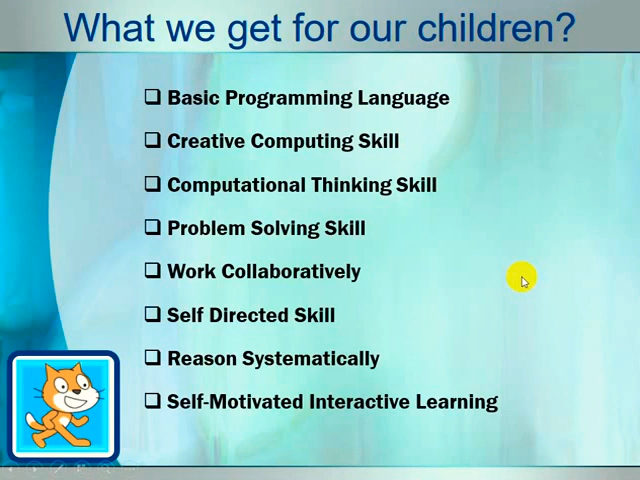 What we get for our children?
Basic Programming Language
Creative Computing Skill
Computational Thinking Skill
Problem Solving Skill
Work Collaboratively
Self Directed Skill
Reason Systematically
Self-Motivated Interactive Learning